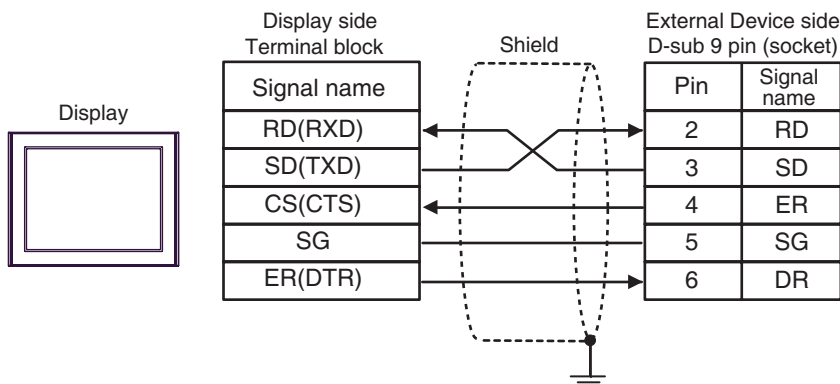 Display side
Terminal block
Shield
External Device side
D-sub 9 pin (socket)
Display
Signal name
Pin
Signal
name
RD(RXD)
2
RD
SD(TXD)
3
SD
CS(CTS)
4
ER
SG
5
SG
ER(DTR)
6
DR